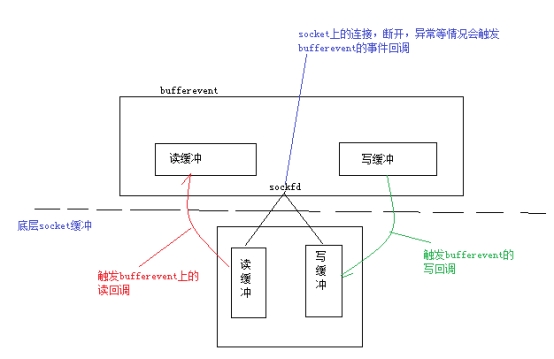 socket上的连接，断开，异常等情况会触发
bufferevent的事件回调
bufferevent
读缓冲
写缓冲
sockfd
底层socket缓冲
读缓冲
写缓冲
触发bufferevent上的
读回调
触发bufferevent的
写回调